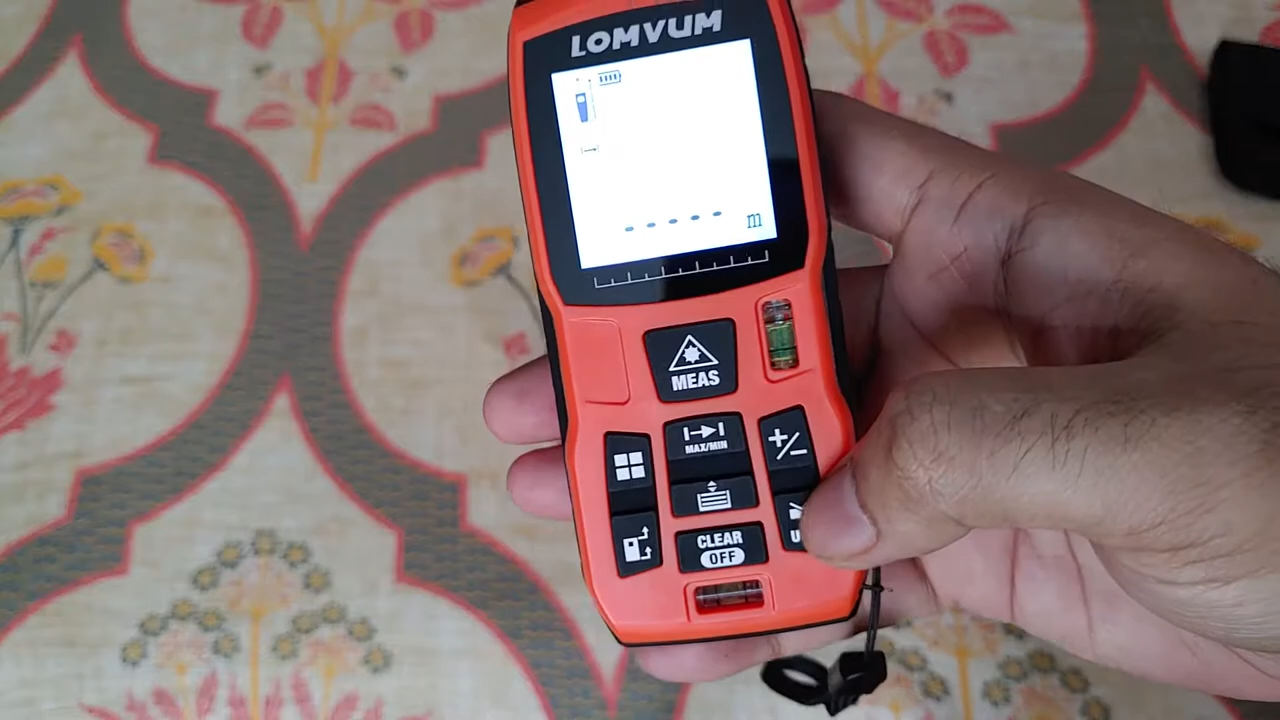 LOMVUM
- - - - - m
MEAS
MAX/MIN
+/-
CLEAR
OFF
U